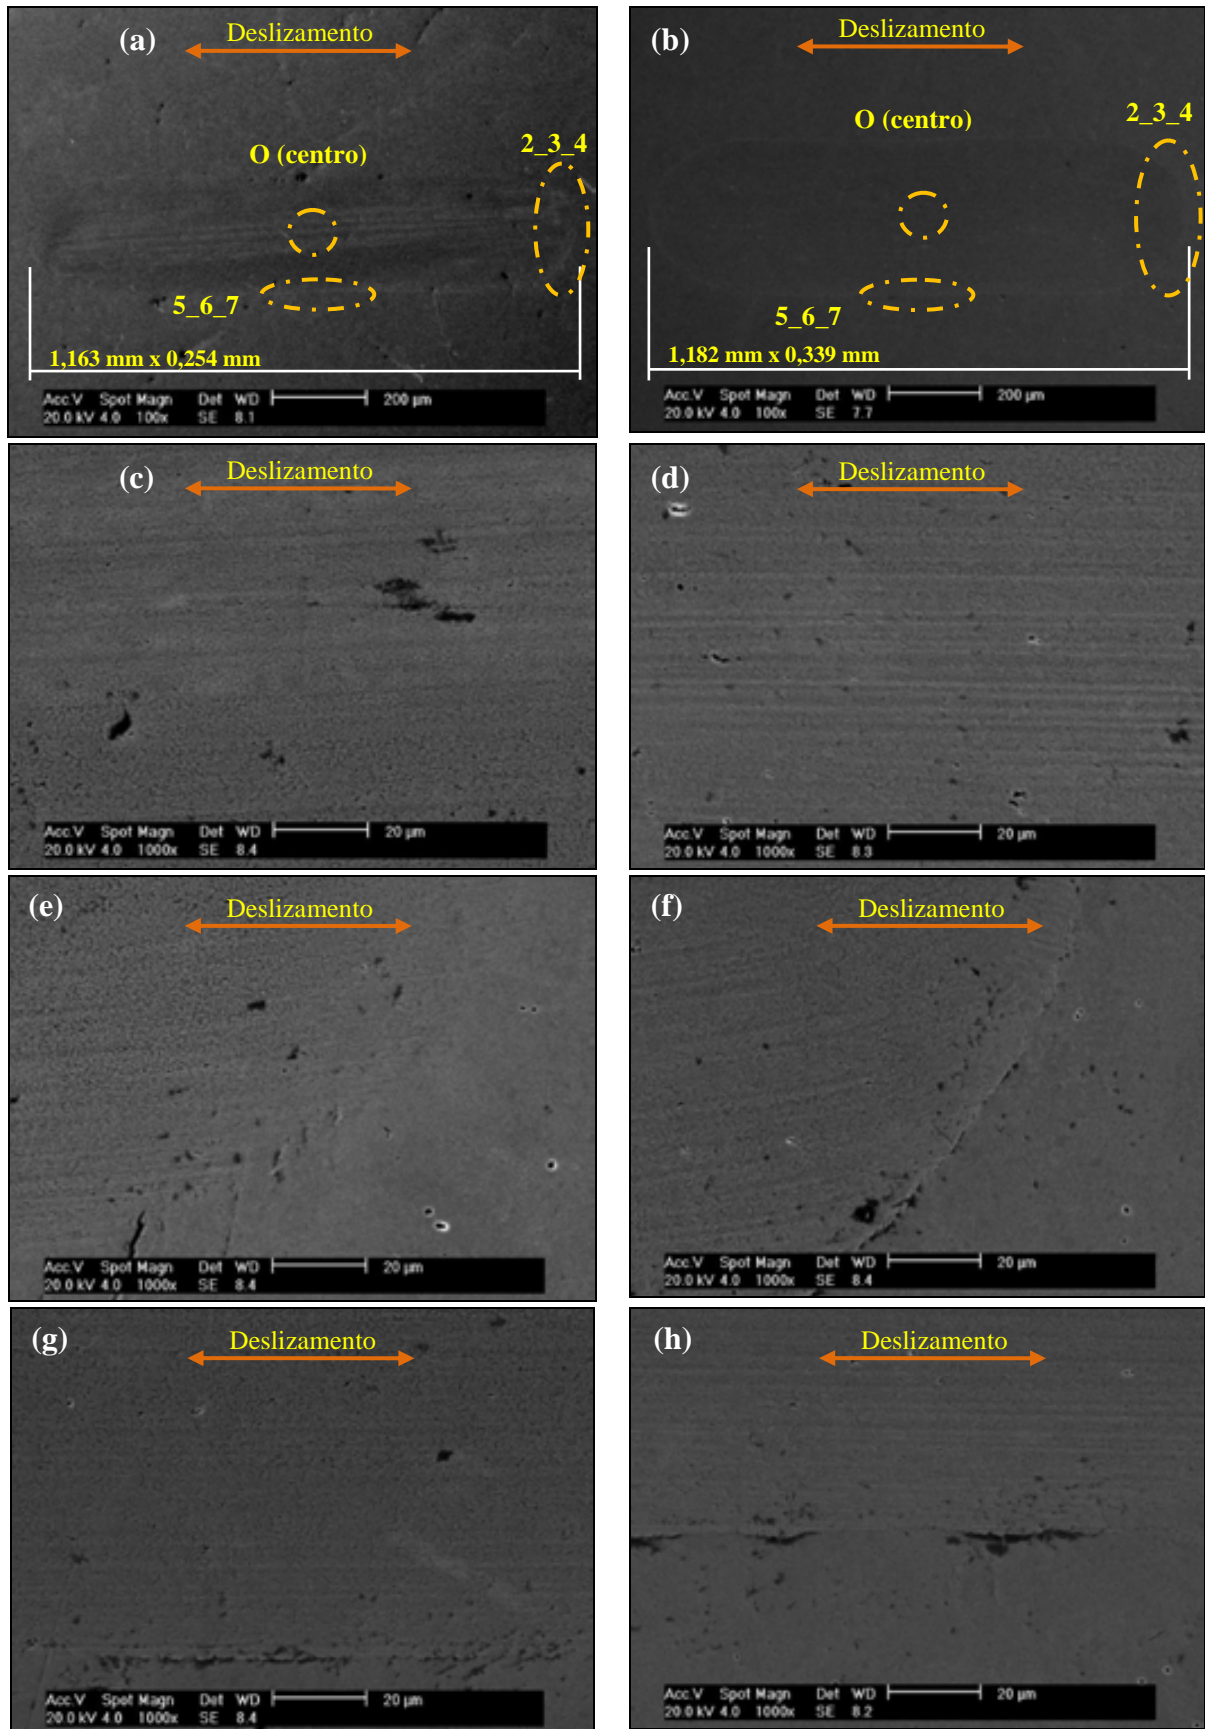 (a)
Deslizamento
O (centro)
2_3_4
5_6_7
1,163 mm x 0,254 mm
Acc.V Spot Magn Det WD 200 µm
20.0 kV 4.0 100x SE 8.1
(b)
Deslizamento
O (centro)
2_3_4
5_6_7
1,182 mm x 0,339 mm
Acc.V Spot Magn Det WD 200 µm
20.0 kV 4.0 100x SE 7.7
(c)
Deslizamento
Acc.V Spot Magn Det WD 20 µm
20.0 kV 4.0 1000x SE 8.4
(d)
Deslizamento
Acc.V Spot Magn Det WD 20 µm
20.0 kV 4.0 1000x SE 8.3
(e)
Deslizamento
Acc.V Spot Magn Det WD 20 µm
20.0 kV 4.0 1000x SE 8.4
(f)
Deslizamento
Acc.V Spot Magn Det WD 20 µm
20.0 kV 4.0 1000x SE 8.4
(g)
Deslizamento
Acc.V Spot Magn Det WD 20 µm
20.0 kV 4.0 1000x SE 8.4
(h)
Deslizamento
Acc.V Spot Magn Det WD 20 µm
20.0 kV 4.0 1000x SE 8.2